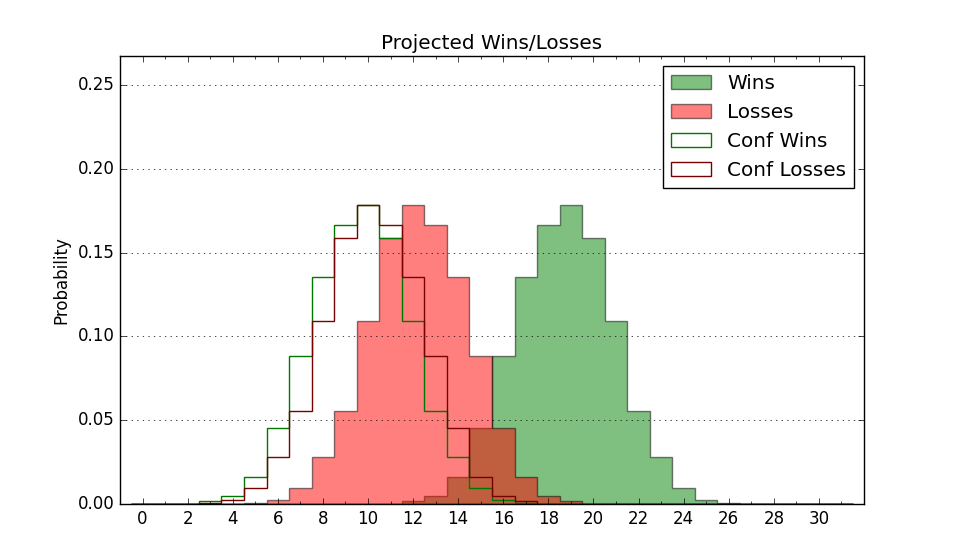 Projected Wins/Losses
0.25
0.20
0.15
0.10
0.05
0.00
Probability
Wins
Losses
Conf Wins
Conf Losses
0 2 4 6 8 10 12 14 16 18 20 22 24 26 28 30